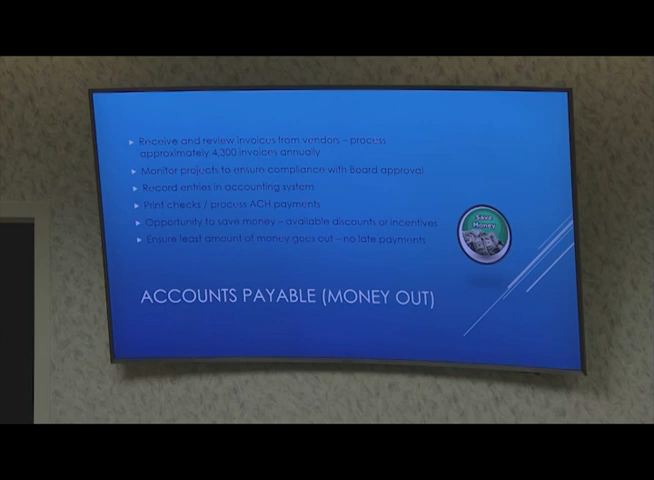 Receive and review invoices from vendors – process
approximately 4,300 invoices annually
Monitor projects to ensure compliance with Board approval
Record entries in accounting system
Print checks / process ACH payments
Opportunity to save money – available discounts or incentives
Ensure least amount of money goes out – no late payments
Save
Money
ACCOUNTS PAYABLE (MONEY OUT)